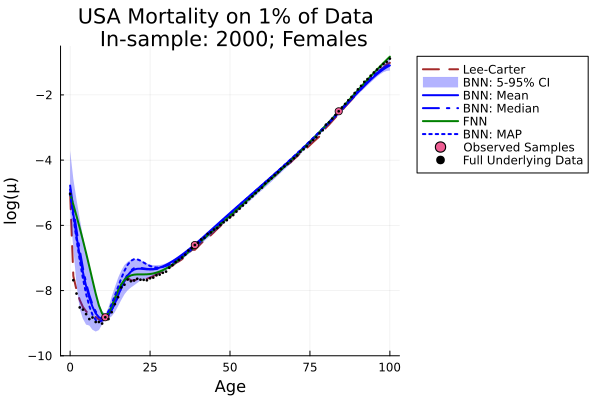 USA Mortality on 1% of Data
In-sample: 2000; Females
log(μ)
−2
−4
−6
−8
−10
0
25
50
75
100
Age
Lee-Carter
BNN: 5-95% CI
BNN: Mean
BNN: Median
FNN
BNN: MAP
Observed Samples
Full Underlying Data